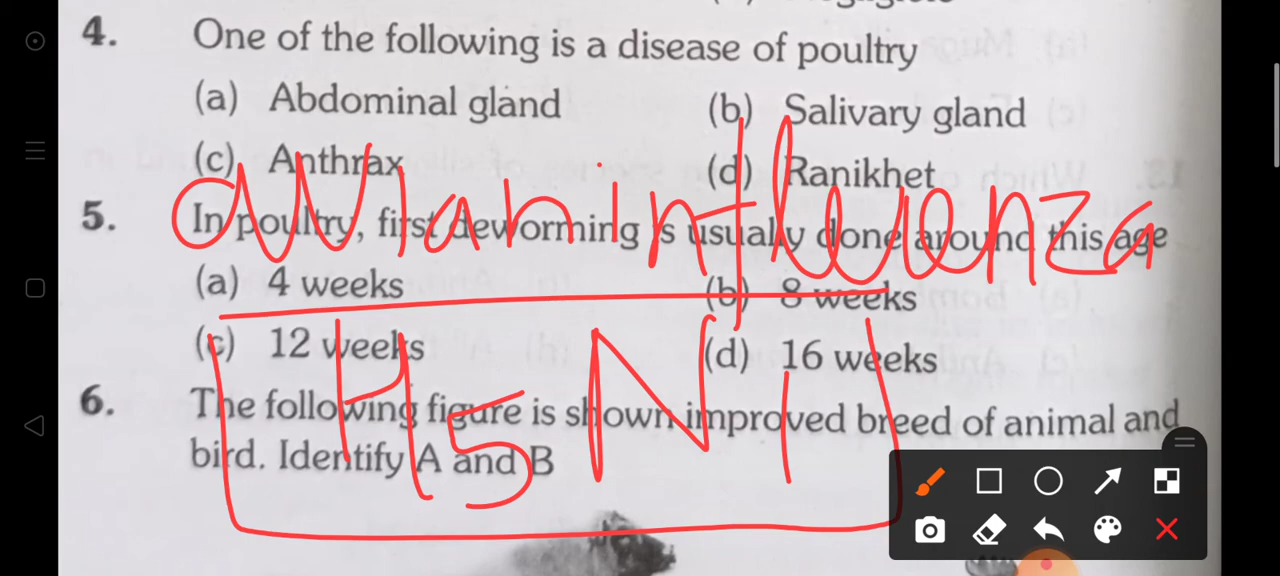 4. One of the following is a disease of poultry
(a) Abdominal gland (b) Salivary gland
(c) Anthrax (d) Ranikhet
avianinfluenza
5. In poultry, first deworming is usually done around this age
(a) 4 weeks (b) 8 weeks
(c) 12 weeks (d) 16 weeks
H5N1
6. The following figure is shown improved breed of animal and
bird. Identify A and B